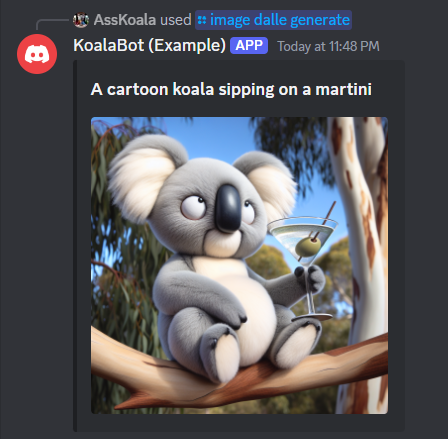 AssKoala used image dalle generate
KoalaBot (Example) APP Today at 11:48 PM
A cartoon koala sipping on a martini